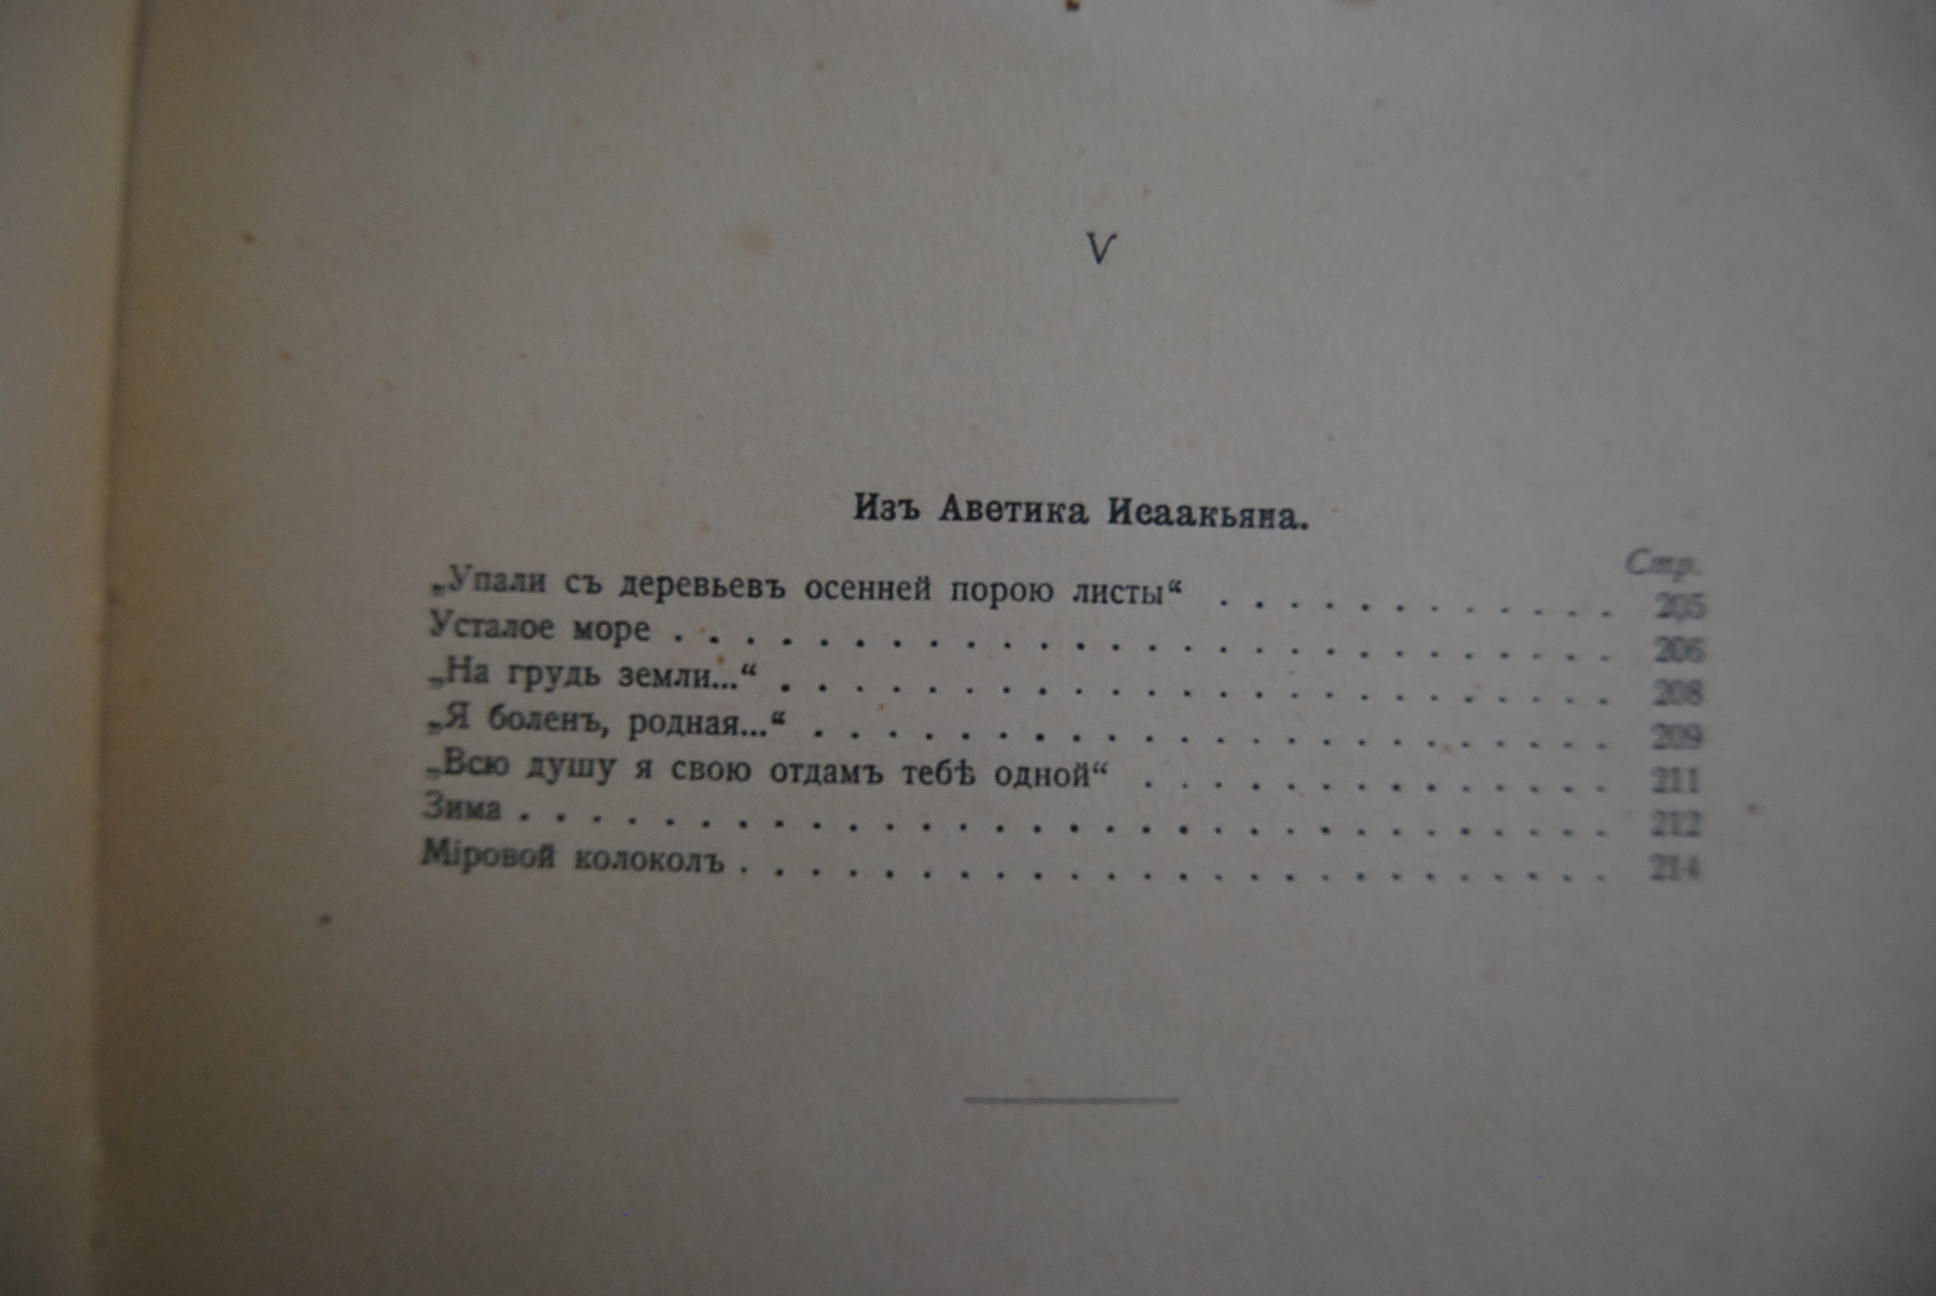 V
Изъ Аветика Исаакьяна.
Стр.
„Упали съ деревьевъ осенней порою листы“ . . . . . . . . . . . . 205
Усталое море . . . . . . . . . . . . . . . . . . . . . . . . . . 206
„На грудь земли...“ . . . . . . . . . . . . . . . . . . . . . . . 208
„Я боленъ, родная...“ . . . . . . . . . . . . . . . . . . . . . . 209
„Всю душу я свою отдамъ тебѣ одной“ . . . . . . . . . . . . . 211
Зима . . . . . . . . . . . . . . . . . . . . . . . . . . . . . . 212
Міровой колоколъ . . . . . . . . . . . . . . . . . . . . . . . . 214